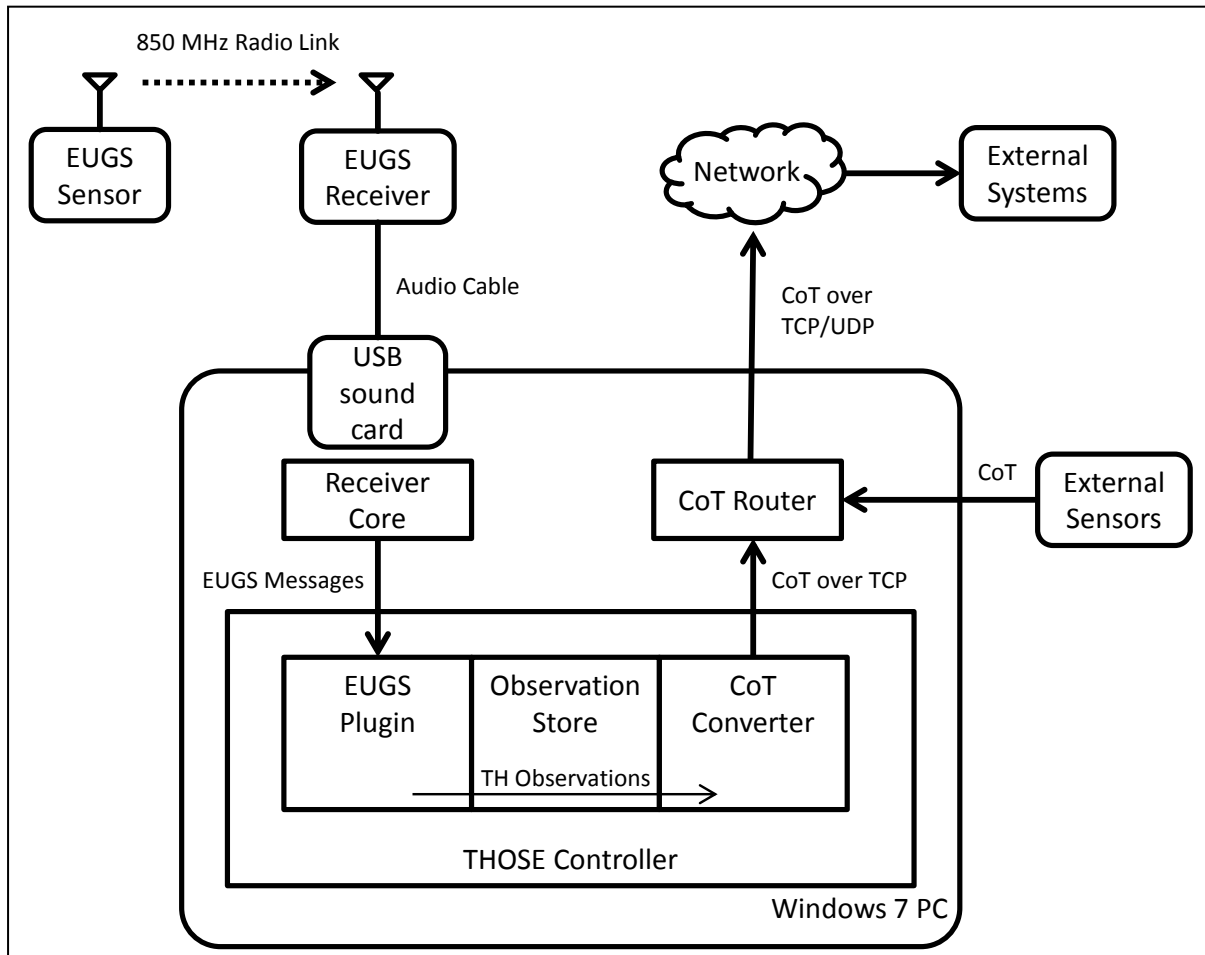 850 MHz Radio Link
EUGS
Sensor
EUGS
Receiver
Network
External
Systems
Audio Cable
CoT over
TCP/UDP
USB
sound
card
Receiver
Core
CoT Router
CoT
External
Sensors
EUGS Messages
CoT over TCP
EUGS
Plugin
Observation
Store
CoT
Converter
TH Observations
THOSE Controller
Windows 7 PC